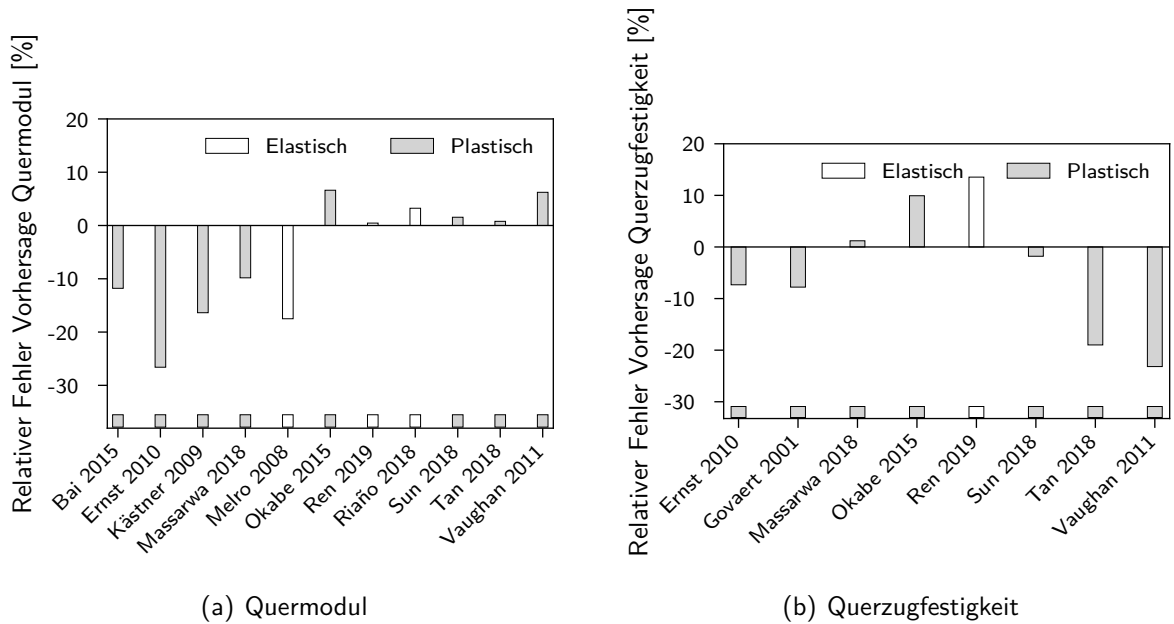 Relativer Fehler Vorhersage Quermodul [%]
20
10
0
-10
-20
-30
Elastisch
Plastisch
Bai 2015
Ernst 2010
Kästner 2009
Massarwa 2018
Melro 2008
Okabe 2015
Ren 2019
Riaño 2018
Sun 2018
Tan 2018
Vaughan 2011
(a) Quermodul
Relativer Fehler Vorhersage Querzugfestigkeit [%]
20
10
0
-10
-20
-30
Elastisch
Plastisch
Ernst 2010
Govaert 2001
Massarwa 2018
Okabe 2015
Ren 2019
Sun 2018
Tan 2018
Vaughan 2011
(b) Querzugfestigkeit